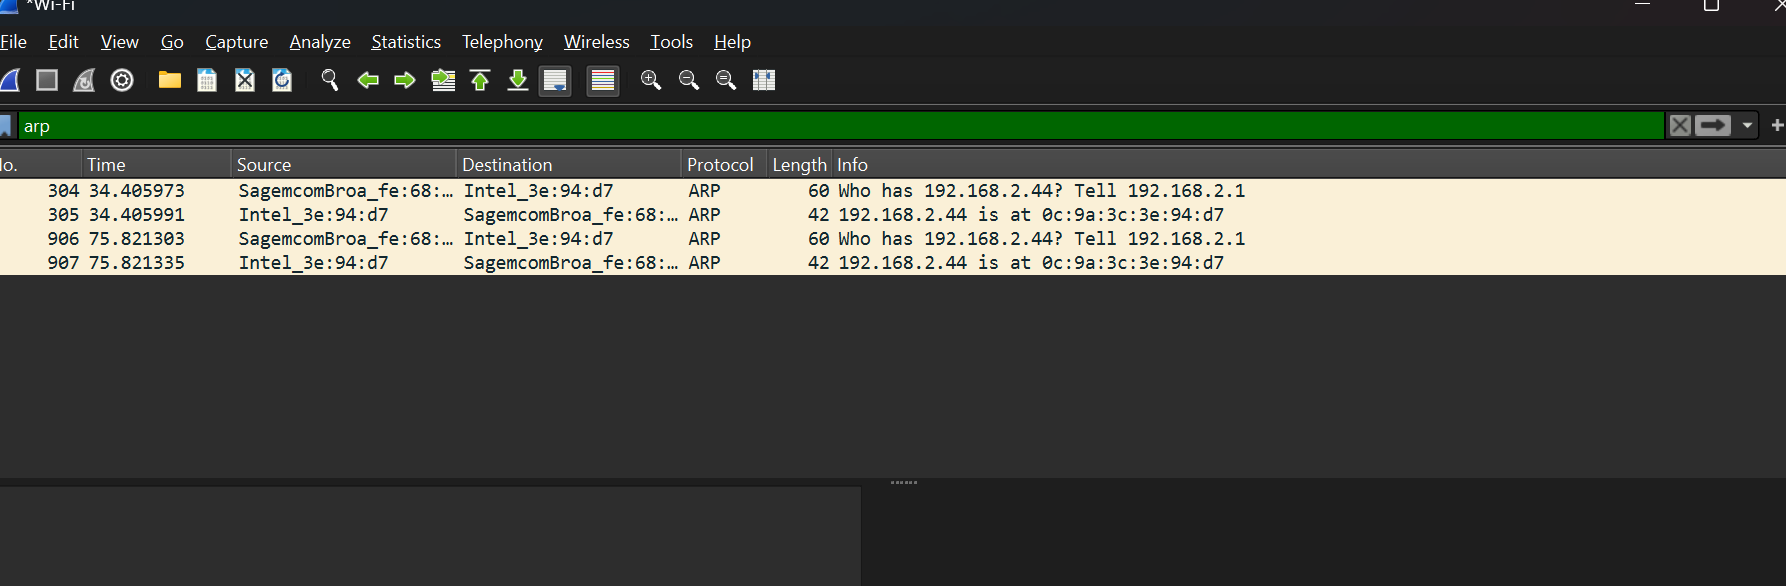 *Wi-Fi
File Edit View Go Capture Analyze Statistics Telephony Wireless Tools Help
arp
No. Time Source Destination Protocol Length Info
304 34.405973 SagemcomBroa_fe:68:… Intel_3e:94:d7 ARP 60 Who has 192.168.2.44? Tell 192.168.2.1
305 34.405991 Intel_3e:94:d7 SagemcomBroa_fe:68:… ARP 42 192.168.2.44 is at 0c:9a:3c:3e:94:d7
906 75.821303 SagemcomBroa_fe:68:… Intel_3e:94:d7 ARP 60 Who has 192.168.2.44? Tell 192.168.2.1
907 75.821335 Intel_3e:94:d7 SagemcomBroa_fe:68:… ARP 42 192.168.2.44 is at 0c:9a:3c:3e:94:d7